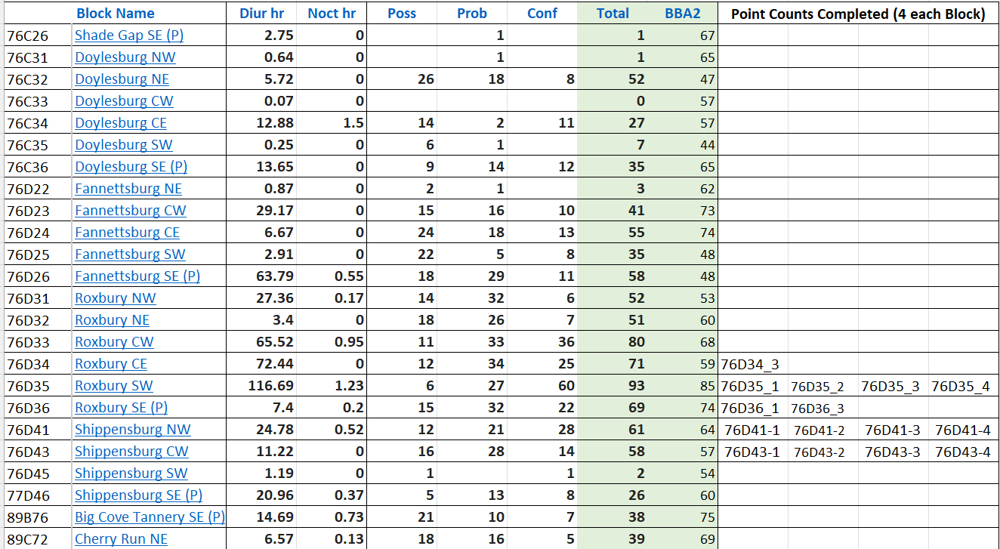 Block Name Diur hr Noct hr Poss Prob Conf Total BBA2 Point Counts Completed (4 each Block)
76C26 Shade Gap SE (P) 2.75 0 1 1 67
76C31 Doylesburg NW 0.64 0 1 1 65
76C32 Doylesburg NE 5.72 0 26 18 8 52 47
76C33 Doylesburg CW 0.07 0 0 57
76C34 Doylesburg CE 12.88 1.5 14 2 11 27 57
76C35 Doylesburg SW 0.25 0 6 1 7 44
76C36 Doylesburg SE (P) 13.65 0 9 14 12 35 65
76D22 Fannettsburg NE 0.87 0 2 1 3 62
76D23 Fannettsburg CW 29.17 0 15 16 10 41 73
76D24 Fannettsburg CE 6.67 0 24 18 13 55 74
76D25 Fannettsburg SW 2.91 0 22 5 8 35 48
76D26 Fannettsburg SE (P) 63.79 0.55 18 29 11 58 48
76D31 Roxbury NW 27.36 0.17 14 32 6 52 53
76D32 Roxbury NE 3.4 0 18 26 7 51 60
76D33 Roxbury CW 65.52 0.95 11 33 36 80 68
76D34 Roxbury CE 72.44 0 12 34 25 71 59 76D34_3
76D35 Roxbury SW 116.69 1.23 6 27 60 93 85 76D35_1 76D35_2 76D35_3 76D35_4
76D36 Roxbury SE (P) 7.4 0.2 15 32 22 69 74 76D36_1 76D36_3
76D41 Shippensburg NW 24.78 0.52 12 21 28 61 64 76D41-1 76D41-2 76D41-3 76D41-4
76D43 Shippensburg CW 11.22 0 16 28 14 58 57 76D43-1 76D43-2 76D43-3 76D43-4
76D45 Shippensburg SW 1.19 0 1 1 2 54
77D46 Shippensburg SE (P) 20.96 0.37 5 13 8 26 60
89B76 Big Cove Tannery SE (P) 14.69 0.73 21 10 7 38 75
89C72 Cherry Run NE 6.57 0.13 18 16 5 39 69